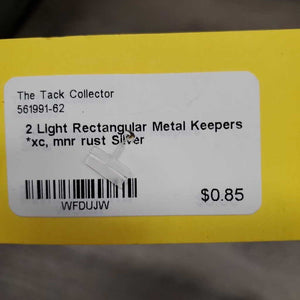 The Tack Collector
561991-62
2 Light Rectangular Metal Keepers
*xc, mnr rust Silver
WFDUJW
$0.85